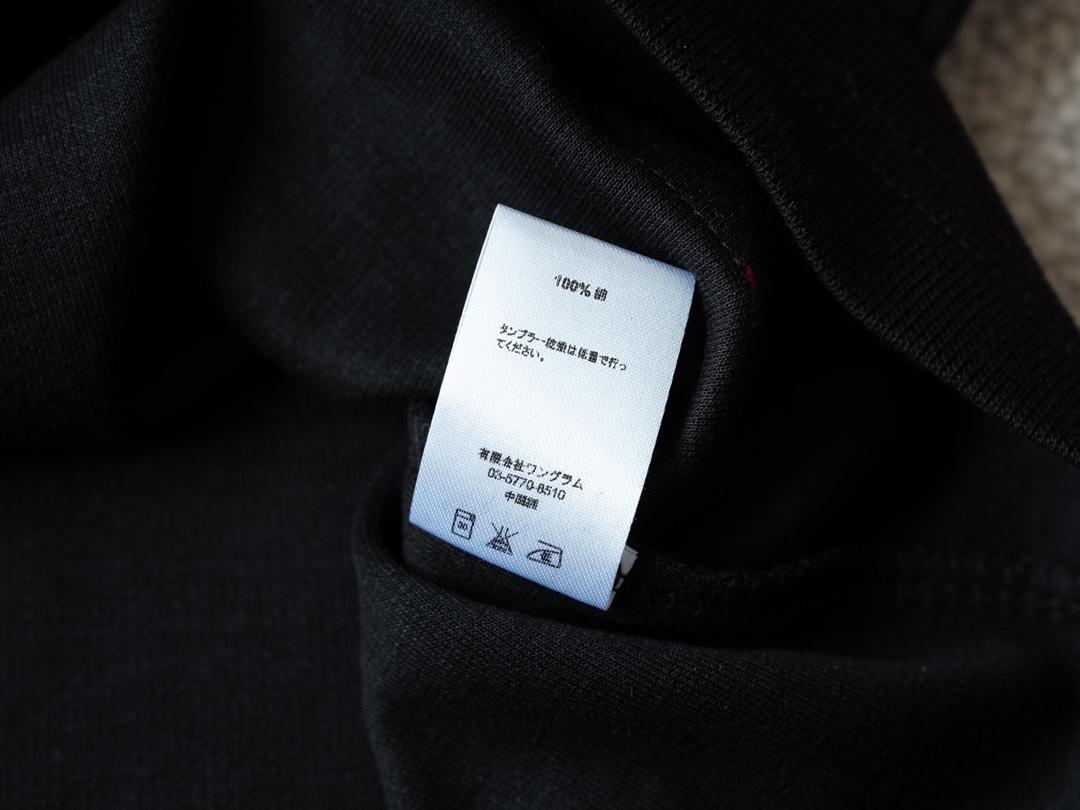 100% 綿
タンブラー乾燥は低温で行っ
てください。
有限会社ワングラム
03-5770-8510
中国製
30